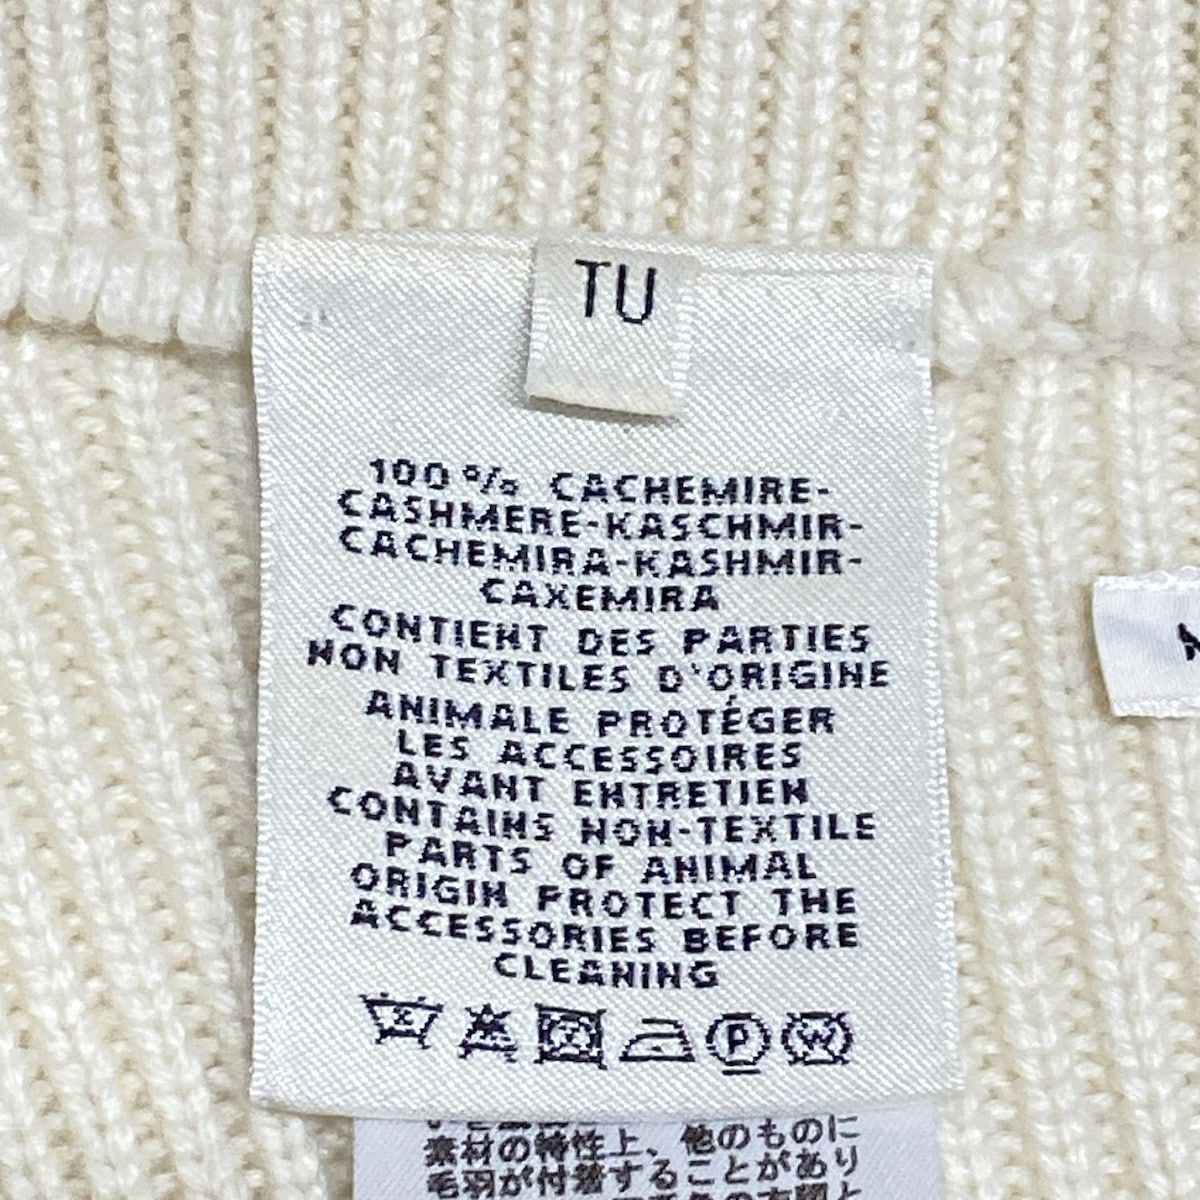 TU
100 % CACHEMIRE-
CASHMERE-KASCHMIR-
CACHEMIRA-KASHMIR-
CAXEMIRA
CONTIENT DES PARTIES
NON TEXTILES D'ORIGINE
ANIMALE PROTÉGER
LES ACCESSOIRES
AVANT ENTRETIEN
CONTAINS NON-TEXTILE
PARTS OF ANIMAL
ORIGIN PROTECT THE
ACCESSORIES BEFORE
CLEANING
P W
素材の特性上、他のものに
毛羽が付着することがあり